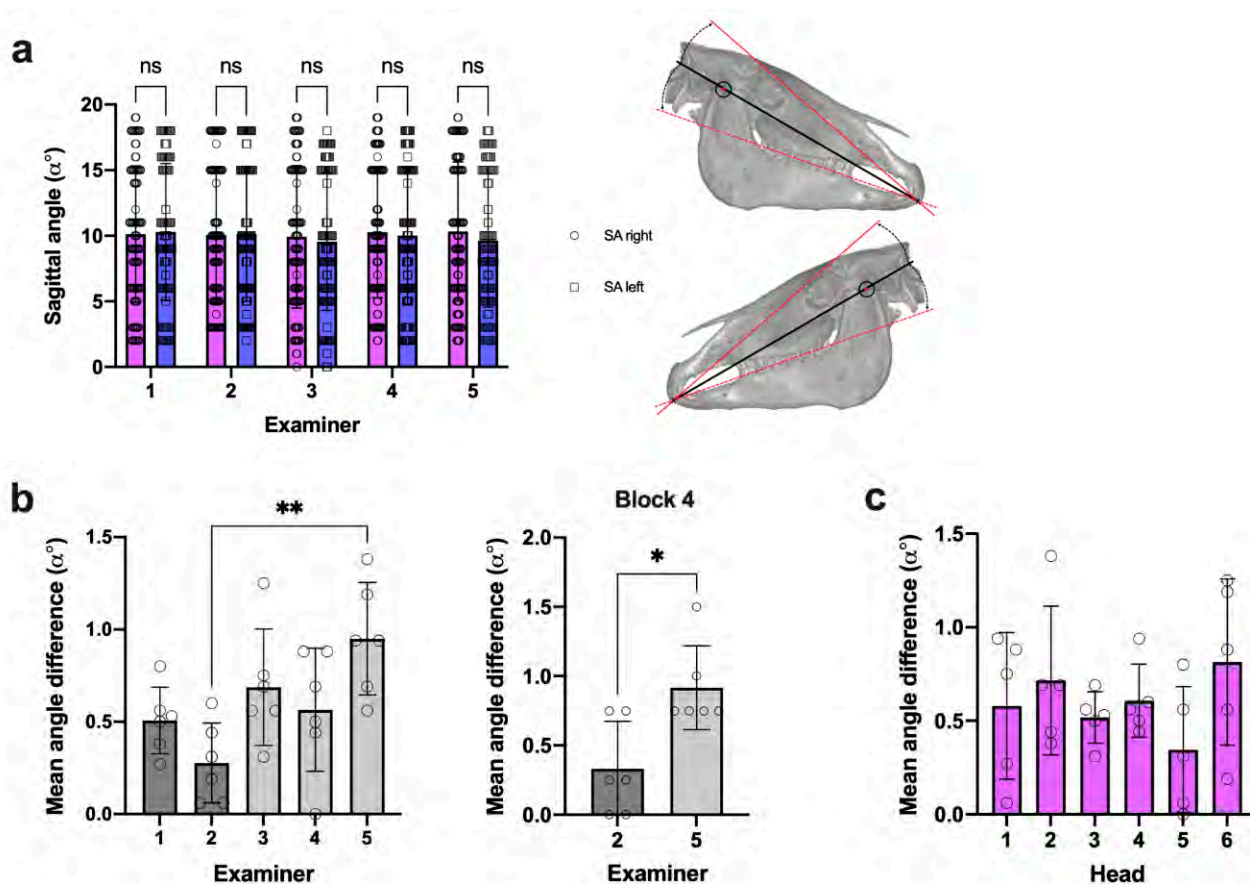 a
ns ns ns ns ns
Sagittal angle (α°)
20
15
10
5
0
1 2 3 4 5
Examiner
SA right
SA left
b
**
Mean angle difference (α°)
1.5
1.0
0.5
0.0
1 2 3 4 5
Examiner
Block 4
*
Mean angle difference (α°)
2.0
1.5
1.0
0.5
0.0
2 5
Examiner
c
Mean angle difference (α°)
1.5
1.0
0.5
0.0
1 2 3 4 5 6
Head